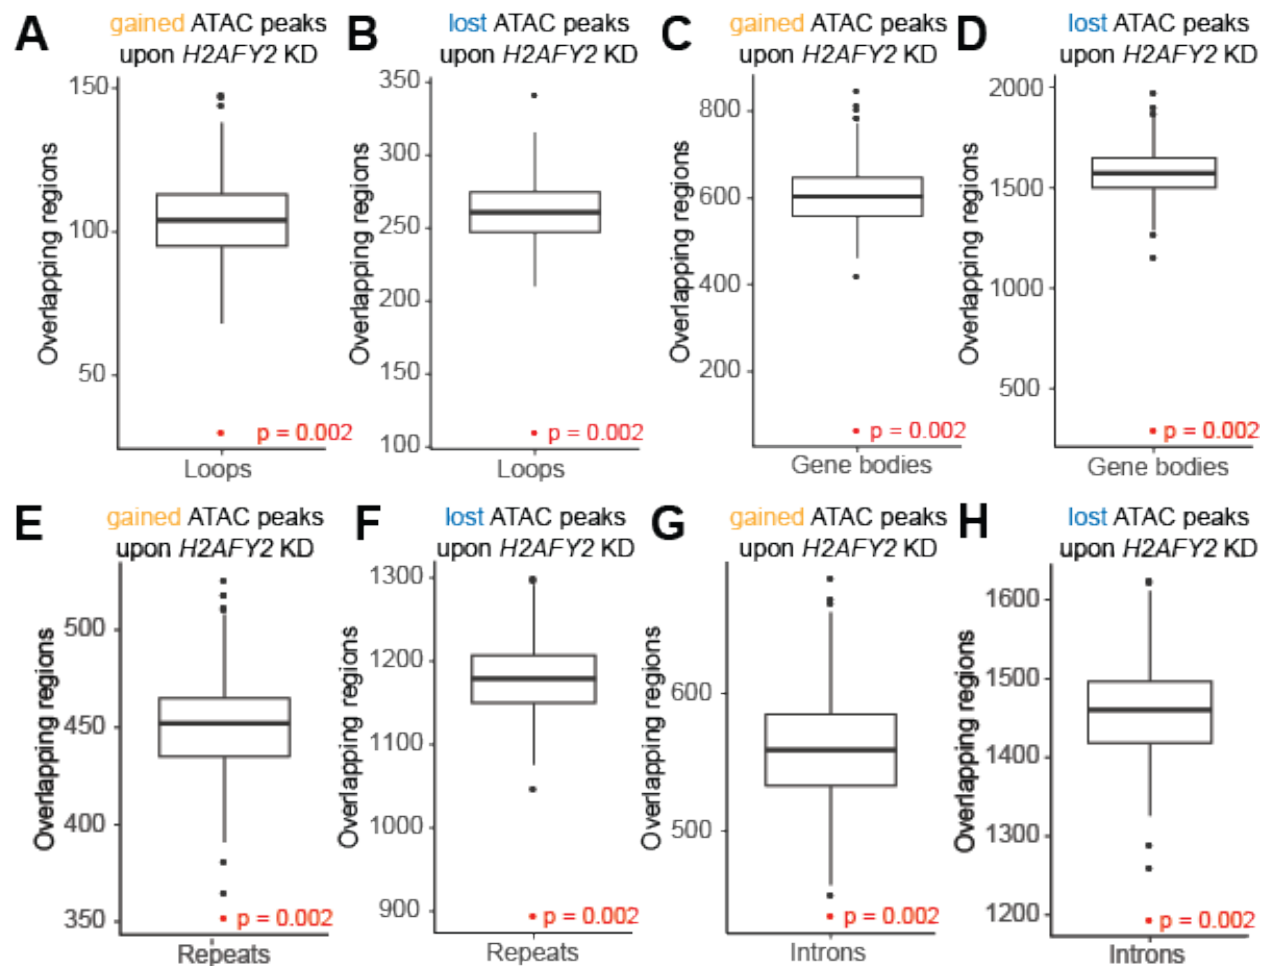 A
gained ATAC peaks
upon H2AFY2 KD
Overlapping regions
150
100
50
p = 0.002
Loops
B
lost ATAC peaks
upon H2AFY2 KD
Overlapping regions
350
300
250
200
150
100
p = 0.002
Loops
C
gained ATAC peaks
upon H2AFY2 KD
Overlapping regions
800
600
400
200
p = 0.002
Gene bodies
D
lost ATAC peaks
upon H2AFY2 KD
Overlapping regions
2000
1500
1000
500
p = 0.002
Gene bodies
E
gained ATAC peaks
upon H2AFY2 KD
Overlapping regions
500
450
400
350
p = 0.002
Repeats
F
lost ATAC peaks
upon H2AFY2 KD
Overlapping regions
1300
1200
1100
1000
900
p = 0.002
Repeats
G
gained ATAC peaks
upon H2AFY2 KD
Overlapping regions
600
500
p = 0.002
Introns
H
lost ATAC peaks
upon H2AFY2 KD
Overlapping regions
1600
1500
1400
1300
1200
p = 0.002
Introns